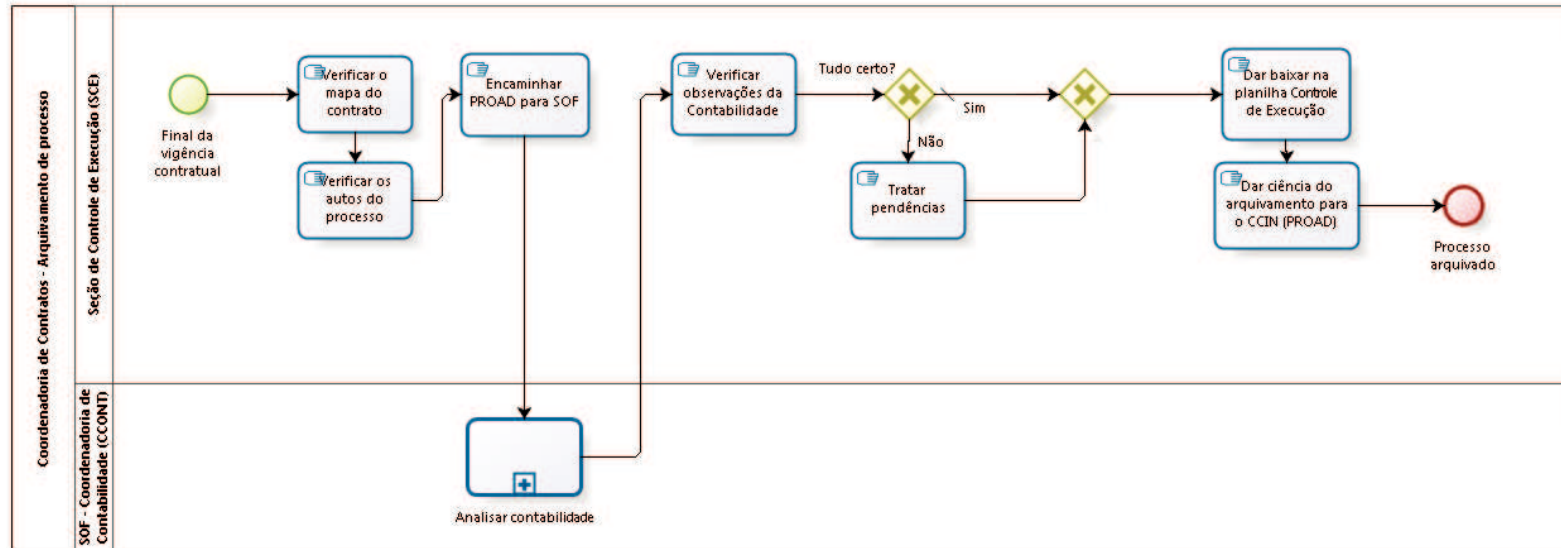 Coordenadoria de Contratos - Arquivamento de processo
Seção de Controle de Execução (SCE)
Final da
vigência
contratual
Verificar o
mapa do
contrato
Verificar os
autos do
processo
Encaminhar
PROAD para SOF
Verificar
observações da
Contabilidade
Tudo certo?
Sim
Não
Tratar
pendências
Dar baixar na
planilha Controle
de Execução
Dar ciência do
arquivamento para
o CCIN (PROAD)
Processo
arquivado
SOF - Coordenadoria de
Contabilidade (CCONT)
Analisar contabilidade